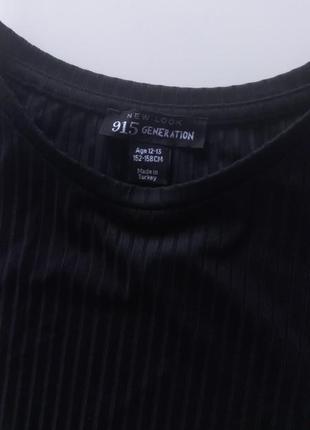 NEW LOOK
915 GENERATION
Age 12-13
152-158CM
Made in
Turkey